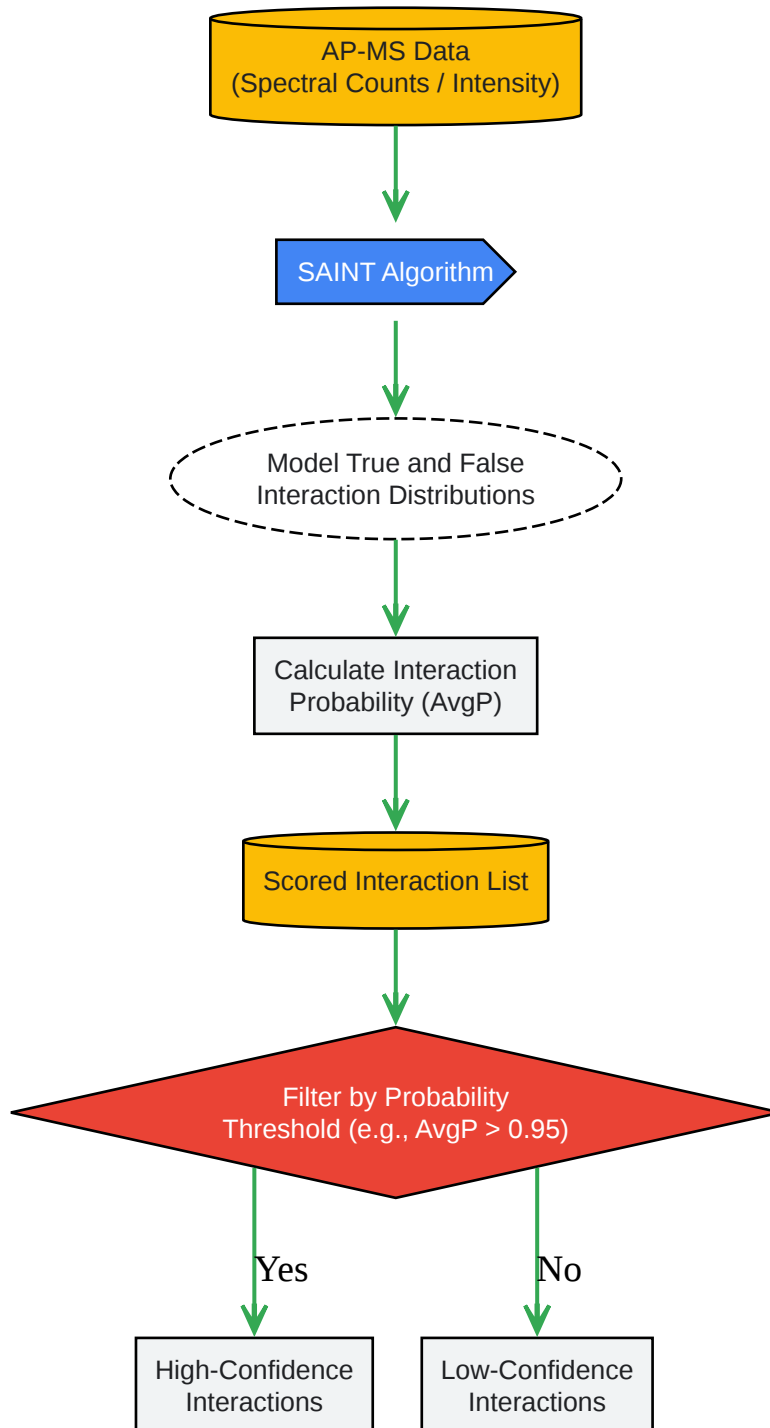 AP-MS Data
(Spectral Counts / Intensity)
SAINT Algorithm
Model True and False
Interaction Distributions
Calculate Interaction
Probability (AvgP)
Scored Interaction List
Filter by Probability
Threshold (e.g., AvgP > 0.95)
Yes
No
High-Confidence
Interactions
Low-Confidence
Interactions